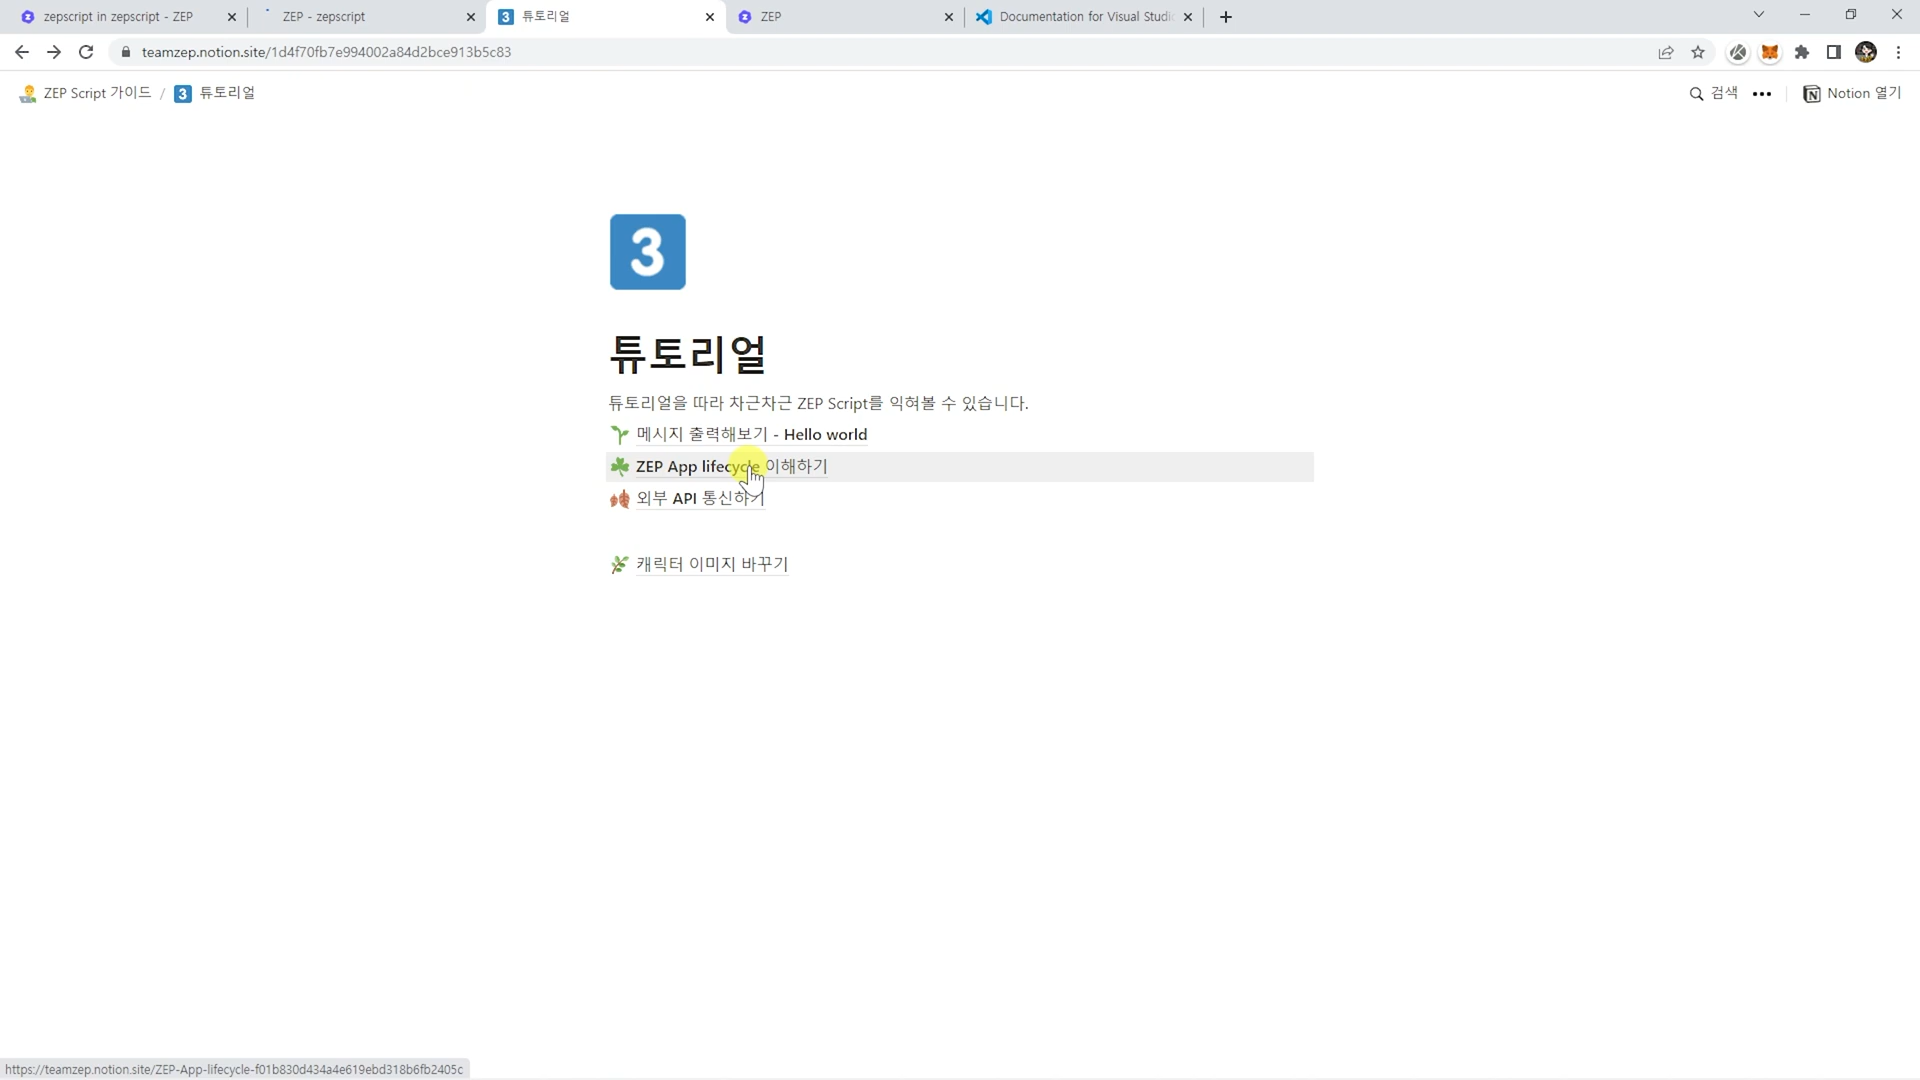 zepscript in zepscript - ZEP
ZEP - zepscript
3 튜토리얼
ZEP
Documentation for Visual Studi
teamzep.notion.site/1d4f70fb7e994002a84d2bce913b5c83
ZEP Script 가이드 / 3 튜토리얼
검색
Notion 열기
3
튜토리얼
튜토리얼을 따라 차근차근 ZEP Script를 익혀볼 수 있습니다.
메시지 출력해보기 - Hello world
ZEP App lifecycle 이해하기
외부 API 통신하기
캐릭터 이미지 바꾸기
https://teamzep.notion.site/ZEP-App-lifecycle-f01b830d434a4e619ebd318b6fb2405c